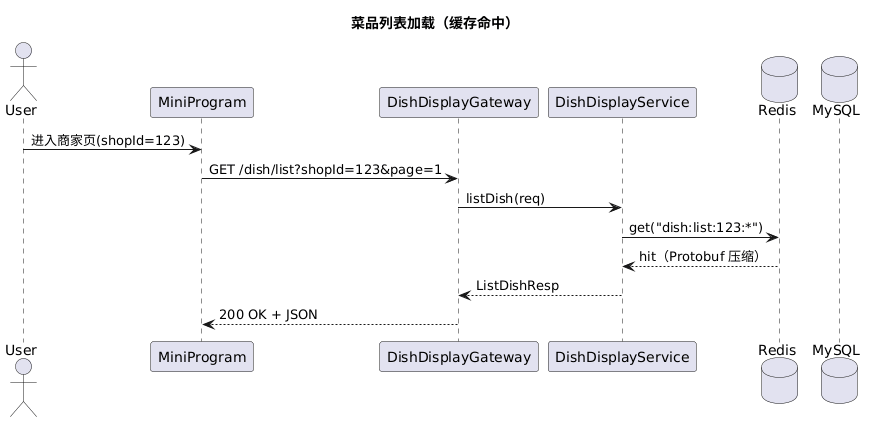 菜品列表加载（缓存命中）
User
MiniProgram
DishDisplayGateway
DishDisplayService
Redis
MySQL
进入商家页(shopId=123)
GET /dish/list?shopId=123&page=1
listDish(req)
get("dish:list:123:*")
hit（Protobuf 压缩）
ListDishResp
200 OK + JSON
User
MiniProgram
DishDisplayGateway
DishDisplayService
Redis
MySQL